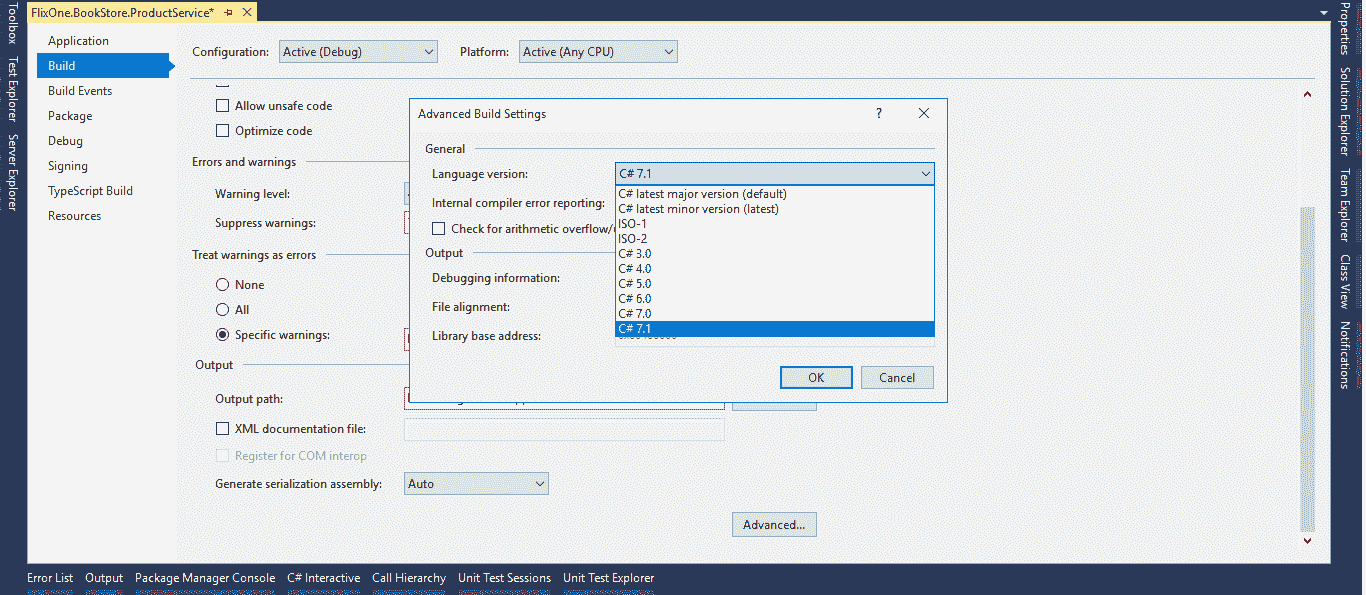 FlixOne.BookStore.ProductService*
Toolbox
Test Explorer
Server Explorer
Application
Build
Build Events
Package
Debug
Signing
TypeScript Build
Resources
Configuration: Active (Debug) Platform: Active (Any CPU)
Allow unsafe code
Optimize code
Errors and warnings
Warning level:
Suppress warnings:
Treat warnings as errors
None
All
Specific warnings:
Output
Output path:
XML documentation file:
Register for COM interop
Generate serialization assembly: Auto
Advanced...
Advanced Build Settings ?
General
Language version: C# 7.1
C# latest major version (default)
C# latest minor version (latest)
ISO-1
ISO-2
C# 3.0
C# 4.0
C# 5.0
C# 6.0
C# 7.0
C# 7.1
Internal compiler error reporting:
Check for arithmetic overflow/
Output
Debugging information:
File alignment:
Library base address:
OK Cancel
Properties
Solution Explorer
Team Explorer
Class View
Notifications
Error List Output Package Manager Console C# Interactive Call Hierarchy Unit Test Sessions Unit Test Explorer